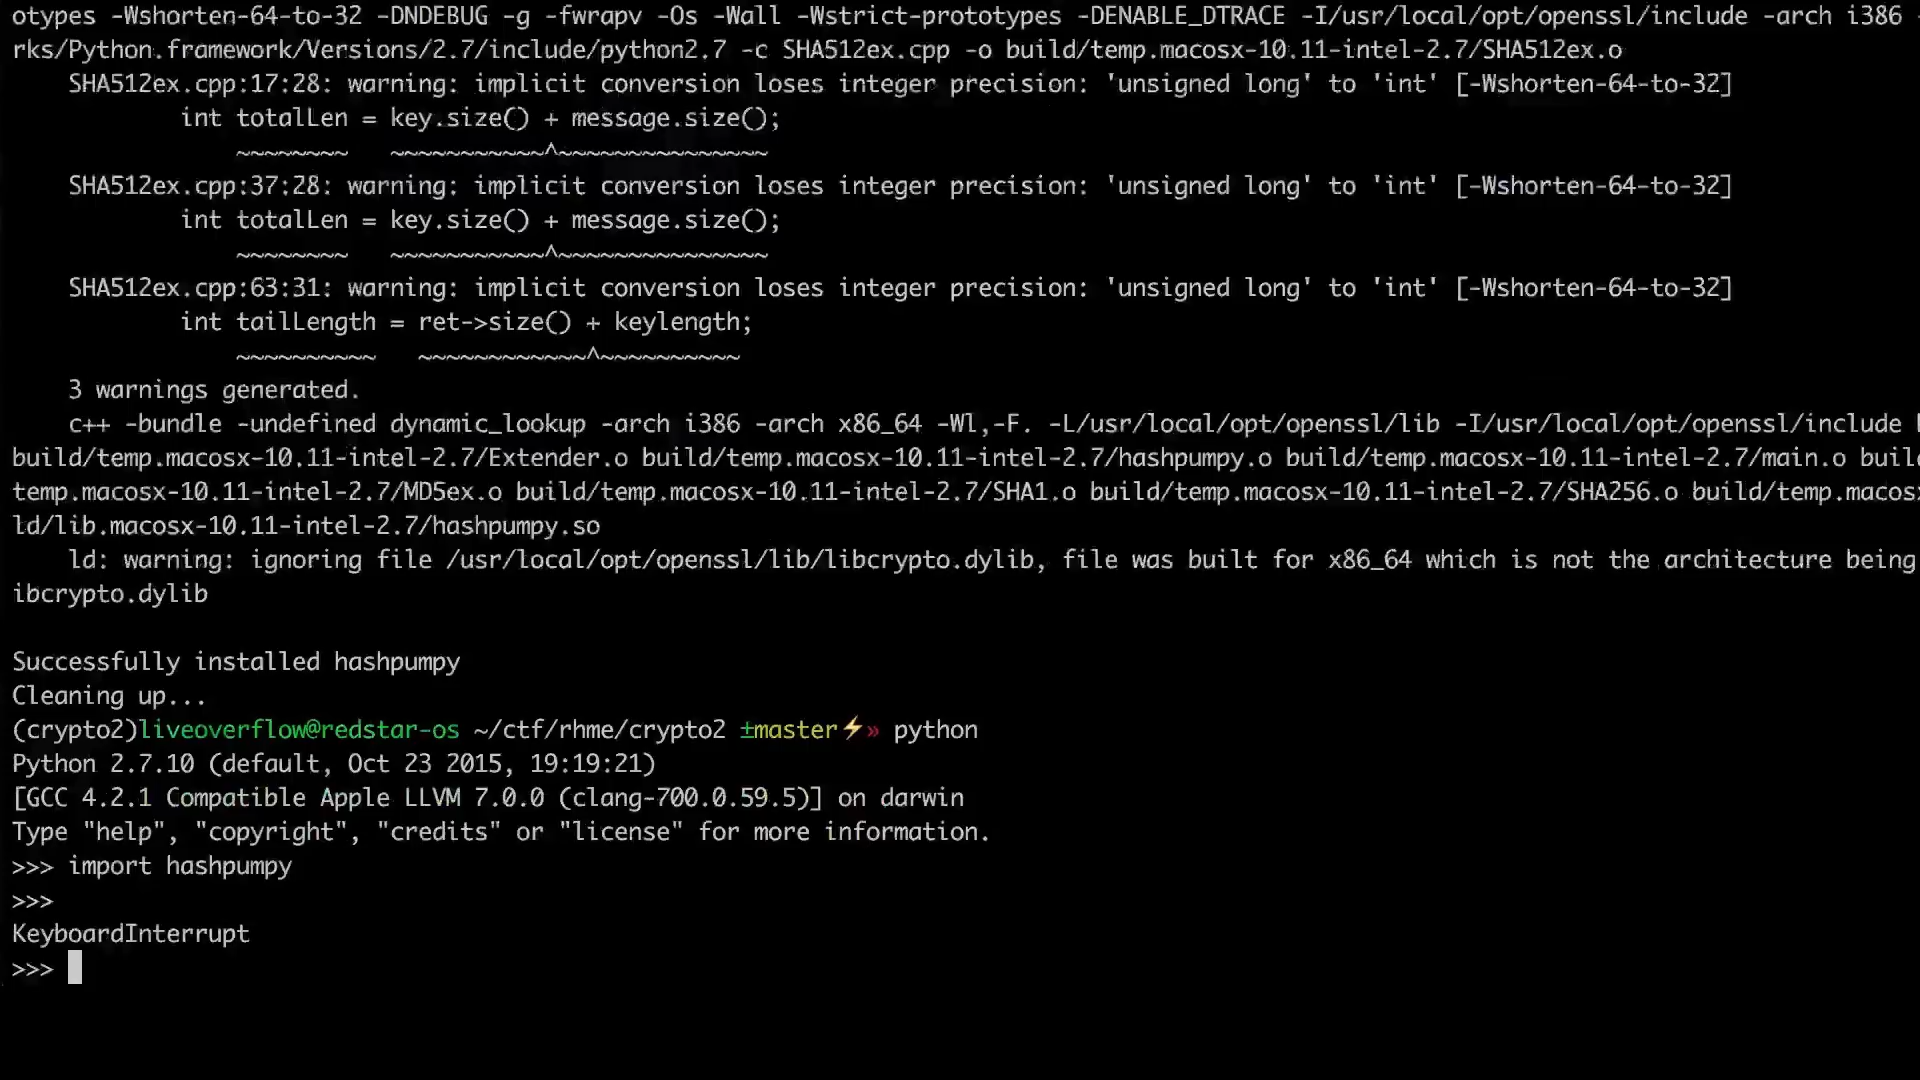 otypes -Wshorten-64-to-32 -DNDEBUG -g -fwrapv -Os -Wall -Wstrict-prototypes -DENABLE_DTRACE -I/usr/local/opt/openssl/include -arch i386
rks/Python.framework/Versions/2.7/include/python2.7 -c SHA512ex.cpp -o build/temp.macosx-10.11-intel-2.7/SHA512ex.o
SHA512ex.cpp:17:28: warning: implicit conversion loses integer precision: 'unsigned long' to 'int' [-Wshorten-64-to-32]
int totalLen = key.size() + message.size();
~~~~~~~~   ~~~~~~~~~~~^~~~~~~~~~~~~~~~
SHA512ex.cpp:37:28: warning: implicit conversion loses integer precision: 'unsigned long' to 'int' [-Wshorten-64-to-32]
int totalLen = key.size() + message.size();
~~~~~~~~   ~~~~~~~~~~~^~~~~~~~~~~~~~~~
SHA512ex.cpp:63:31: warning: implicit conversion loses integer precision: 'unsigned long' to 'int' [-Wshorten-64-to-32]
int tailLength = ret->size() + keylength;
~~~~~~~~~~   ~~~~~~~~~~~~^~~~~~~~~~~
3 warnings generated.
c++ -bundle -undefined dynamic_lookup -arch i386 -arch x86_64 -Wl,-F. -L/usr/local/opt/openssl/lib -I/usr/local/opt/openssl/include
build/temp.macosx-10.11-intel-2.7/Extender.o build/temp.macosx-10.11-intel-2.7/hashpumpy.o build/temp.macosx-10.11-intel-2.7/main.o buil
temp.macosx-10.11-intel-2.7/MD5ex.o build/temp.macosx-10.11-intel-2.7/SHA1.o build/temp.macosx-10.11-intel-2.7/SHA256.o build/temp.macos
ld/lib.macosx-10.11-intel-2.7/hashpumpy.so
ld: warning: ignoring file /usr/local/opt/openssl/lib/libcrypto.dylib, file was built for x86_64 which is not the architecture being
ibcrypto.dylib
Successfully installed hashpumpy
Cleaning up...
(crypto2)liveoverflow@redstar-os ~/ctf/rhme/crypto2 ±master⚡» python
Python 2.7.10 (default, Oct 23 2015, 19:19:21)
[GCC 4.2.1 Compatible Apple LLVM 7.0.0 (clang-700.0.59.5)] on darwin
Type "help", "copyright", "credits" or "license" for more information.
>>> import hashpumpy
>>>
KeyboardInterrupt
>>>